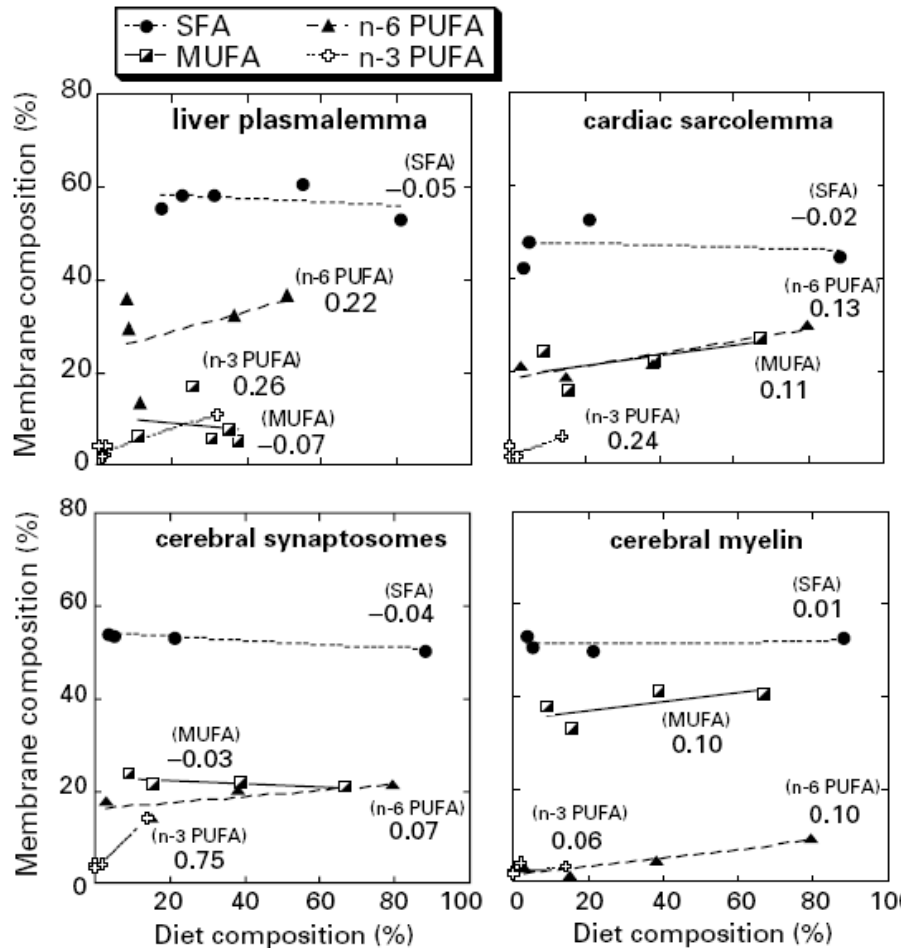 SFA n-6 PUFA
MUFA n-3 PUFA
Membrane composition (%)
80
60
40
20
0
liver plasmalemma
(SFA)
−0.05
(n-6 PUFA)
0.22
(n-3 PUFA)
0.26
(MUFA)
−0.07
cardiac sarcolemma
(SFA)
−0.02
(n-6 PUFA)
0.13
(MUFA)
0.11
(n-3 PUFA)
0.24
Membrane composition (%)
80
60
40
20
0
cerebral synaptosomes
(SFA)
−0.04
(MUFA)
−0.03
(n-6 PUFA)
0.07
(n-3 PUFA)
0.75
20 40 60 80 100
Diet composition (%)
cerebral myelin
(SFA)
0.01
(MUFA)
0.10
(n-6 PUFA)
0.10
(n-3 PUFA)
0.06
0 20 40 60 80 100
Diet composition (%)